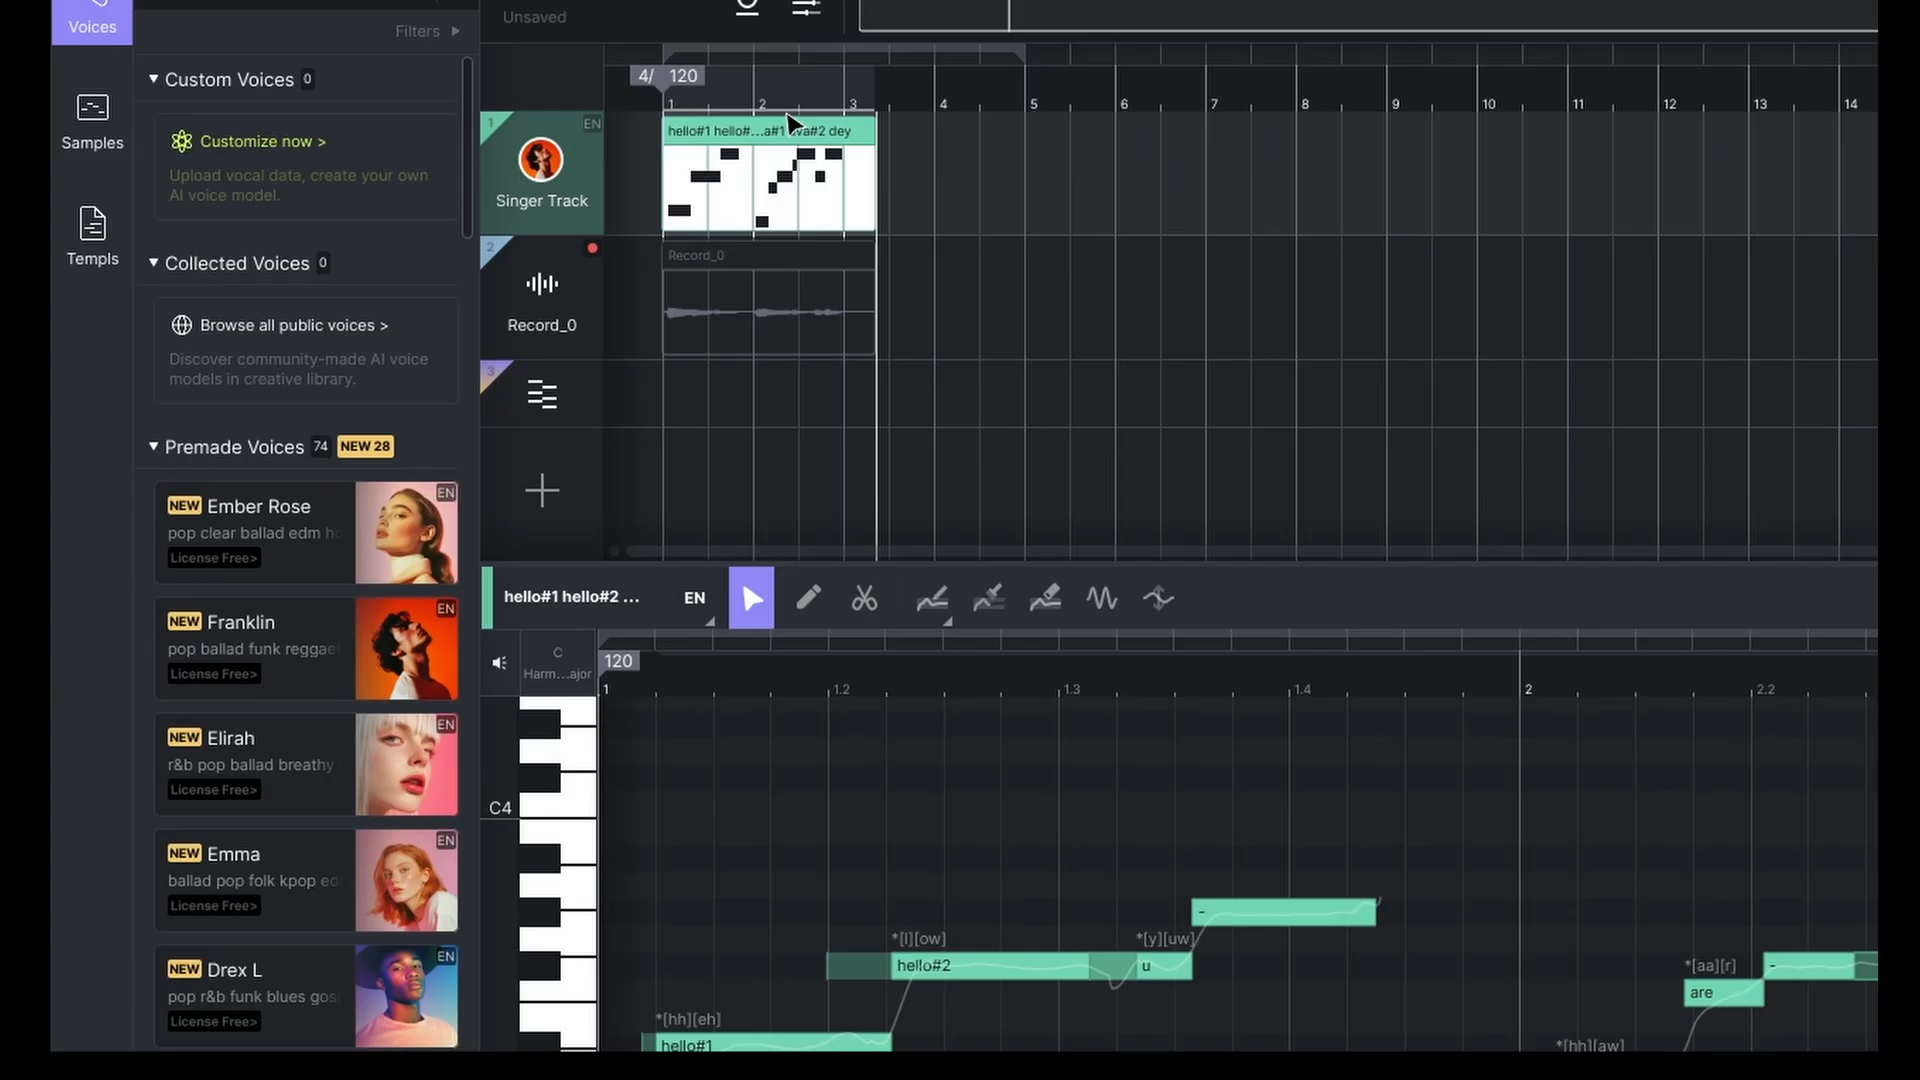 Voices
Samples
Templs
Filters
Custom Voices 0
Customize now >
Upload vocal data, create your own
AI voice model.
Collected Voices 0
Browse all public voices >
Discover community-made AI voice
models in creative library.
Premade Voices 74 NEW 28
NEW Ember Rose EN
pop clear ballad edm
License Free>
NEW Franklin EN
pop ballad funk
License Free>
NEW Elirah EN
r&b pop ballad breathy
License Free>
NEW Emma EN
ballad pop folk kpop
License Free>
NEW Drex L EN
pop r&b funk blues
License Free>
Unsaved
4/ 120
1 2 3 4 5 6 7 8 9 10 11 12 13 14
1 EN
Singer Track
hello#1 hello#...a#1 #2 dey
2
Record_0
Record_0
3
hello#1 hello#2 ... EN
C
Harm...ajor
120
1 1.2 1.3 1.4 2 2.2
C4
-
*[l][ow] *[y][uw]
hello#2 u
*[aa][r] -
are
*[hh][eh]
hello#1
*[hh][aw]